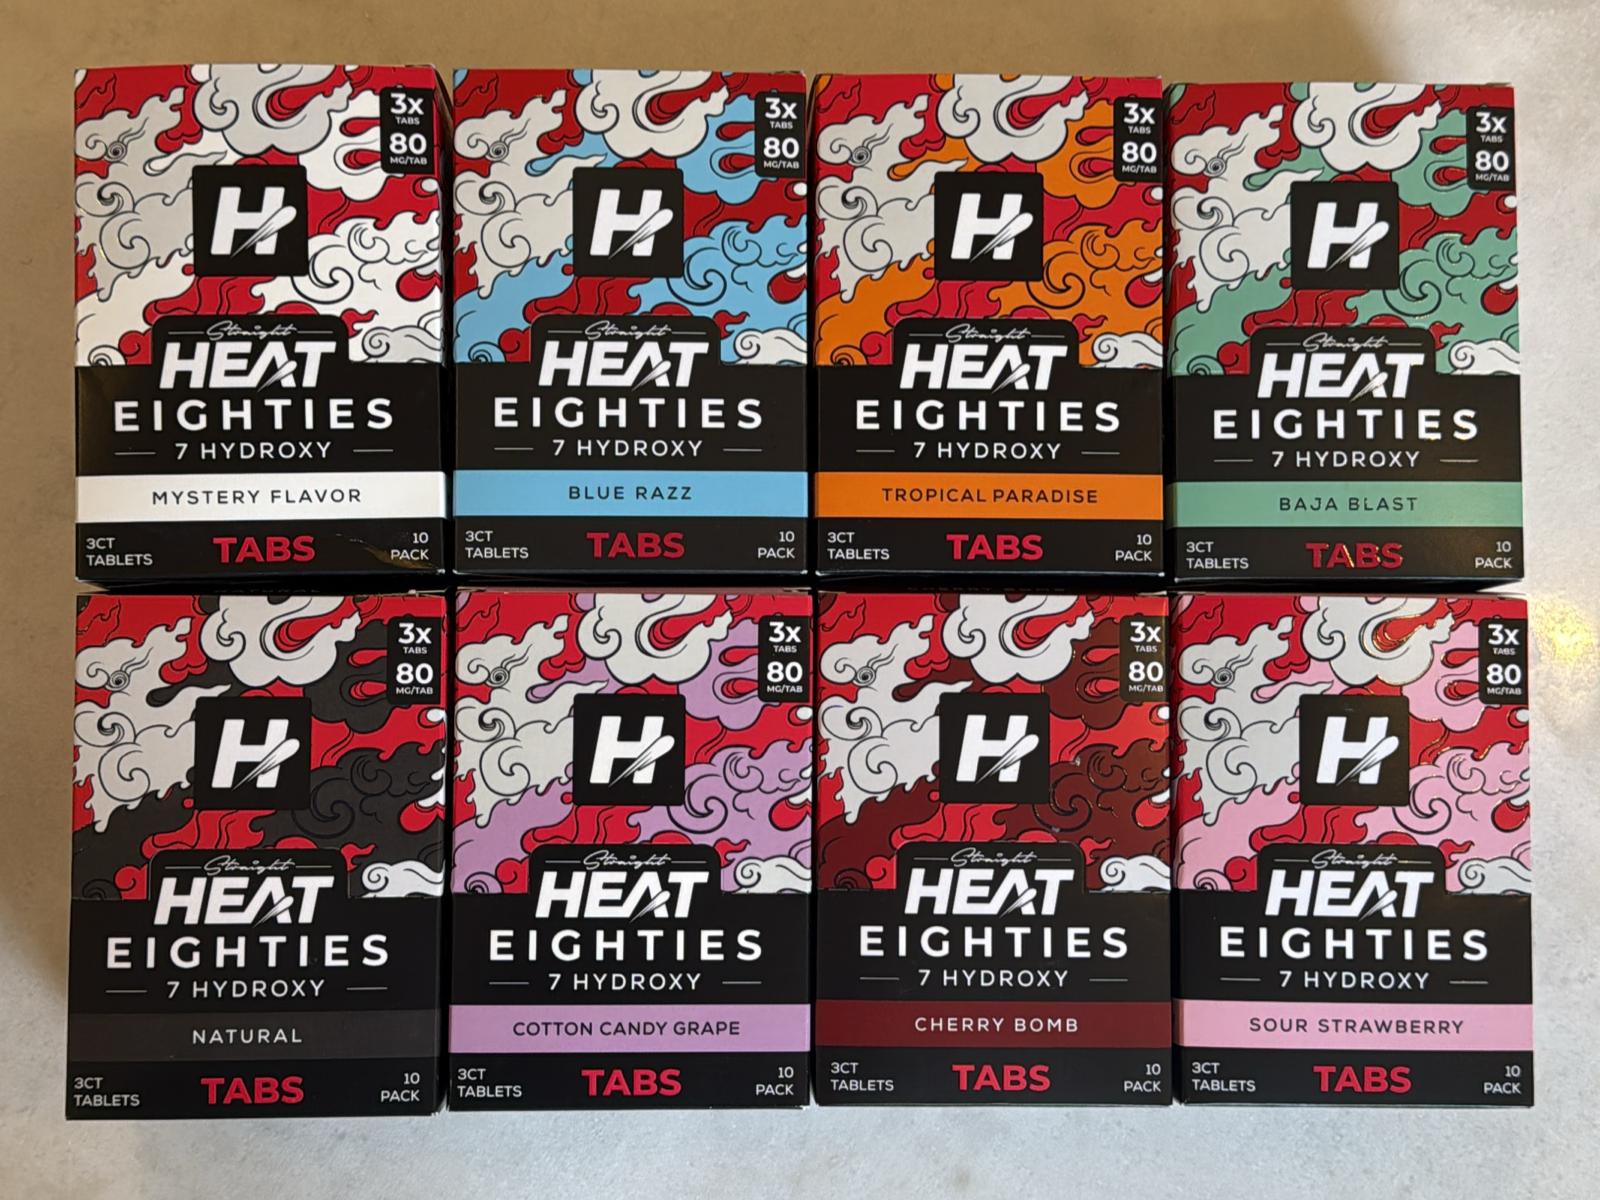 3x
TABS
80
MG/TAB
H
Straight
HEAT
EIGHTIES
7 HYDROXY
MYSTERY FLAVOR
3CT
TABLETS
TABS
10
PACK
3x
TABS
80
MG/TAB
H
Straight
HEAT
EIGHTIES
7 HYDROXY
BLUE RAZZ
3CT
TABLETS
TABS
10
PACK
3x
TABS
80
MG/TAB
H
Straight
HEAT
EIGHTIES
7 HYDROXY
TROPICAL PARADISE
3CT
TABLETS
TABS
10
PACK
3x
TABS
80
MG/TAB
H
Straight
HEAT
EIGHTIES
7 HYDROXY
BAJA BLAST
3CT
TABLETS
TABS
10
PACK
3x
TABS
80
MG/TAB
H
Straight
HEAT
EIGHTIES
7 HYDROXY
NATURAL
3CT
TABLETS
TABS
10
PACK
3x
TABS
80
MG/TAB
H
Straight
HEAT
EIGHTIES
7 HYDROXY
COTTON CANDY GRAPE
3CT
TABLETS
TABS
10
PACK
3x
TABS
80
MG/TAB
H
Straight
HEAT
EIGHTIES
7 HYDROXY
CHERRY BOMB
3CT
TABLETS
TABS
10
PACK
3x
TABS
80
MG/TAB
H
Straight
HEAT
EIGHTIES
7 HYDROXY
SOUR STRAWBERRY
3CT
TABLETS
TABS
10
PACK